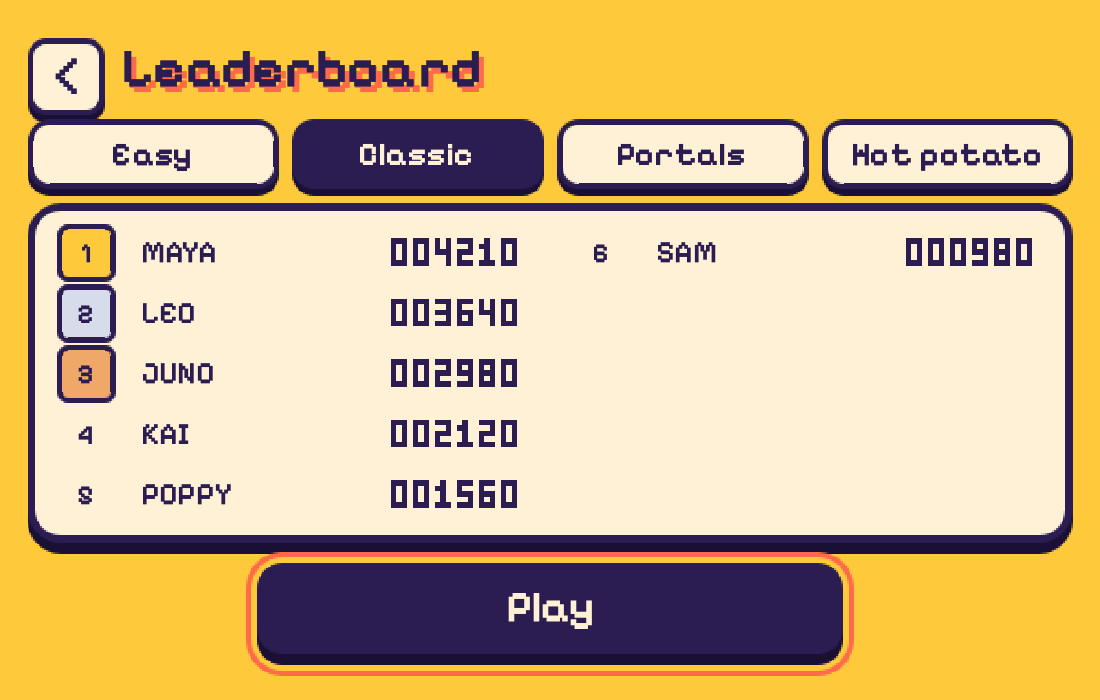 Leaderboard
Easy Classic Portals Hot potato
1 MAYA 004210 6 SAM 000980
2 LEO 003640
3 JUNO 002980
4 KAI 002120
5 POPPY 001560
Play